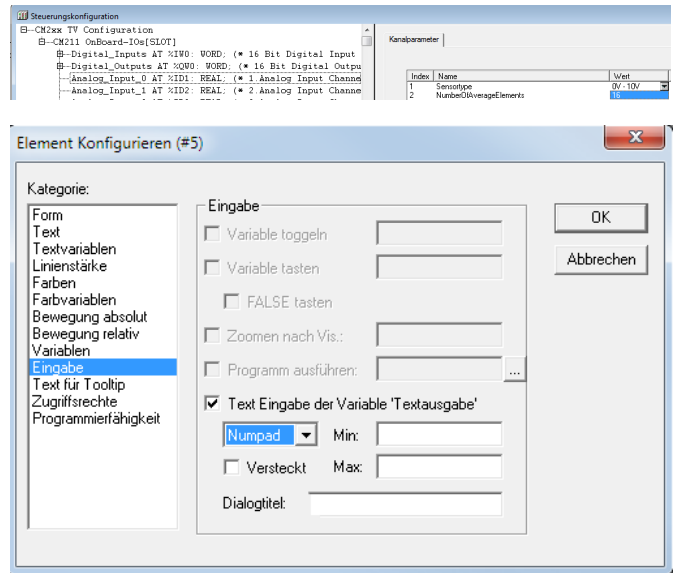 Steuerungskonfiguration
CM2xx TV Configuration
CM211 OnBoard-IOs[SLOT]
Digital_Inputs AT %IW0: WORD; (* 16 Bit Digital Input
Digital_Outputs AT %QW0: WORD; (* 16 Bit Digital Outpu
Analog_Input_0 AT %ID1: REAL; (* 1.Analog Input Channe
Analog_Input_1 AT %ID2: REAL; (* 2.Analog Input Channe
Kanalparameter
Index Name Wert
1 Sensortype 0V - 10V
2 NumberOfAverageElements 16
Element Konfigurieren (#5)
Kategorie:
Form
Text
Textvariablen
Linienstärke
Farben
Farbvariablen
Bewegung absolut
Bewegung relativ
Variablen
Eingabe
Text für Tooltip
Zugriffsrechte
Programmierfähigkeit
Eingabe
Variable toggeln
Variable tasten
FALSE tasten
Zoomen nach Vis.:
Programm ausführen: ...
Text Eingabe der Variable 'Textausgabe'
Numpad Min:
Versteckt Max:
Dialogtitel:
OK
Abbrechen